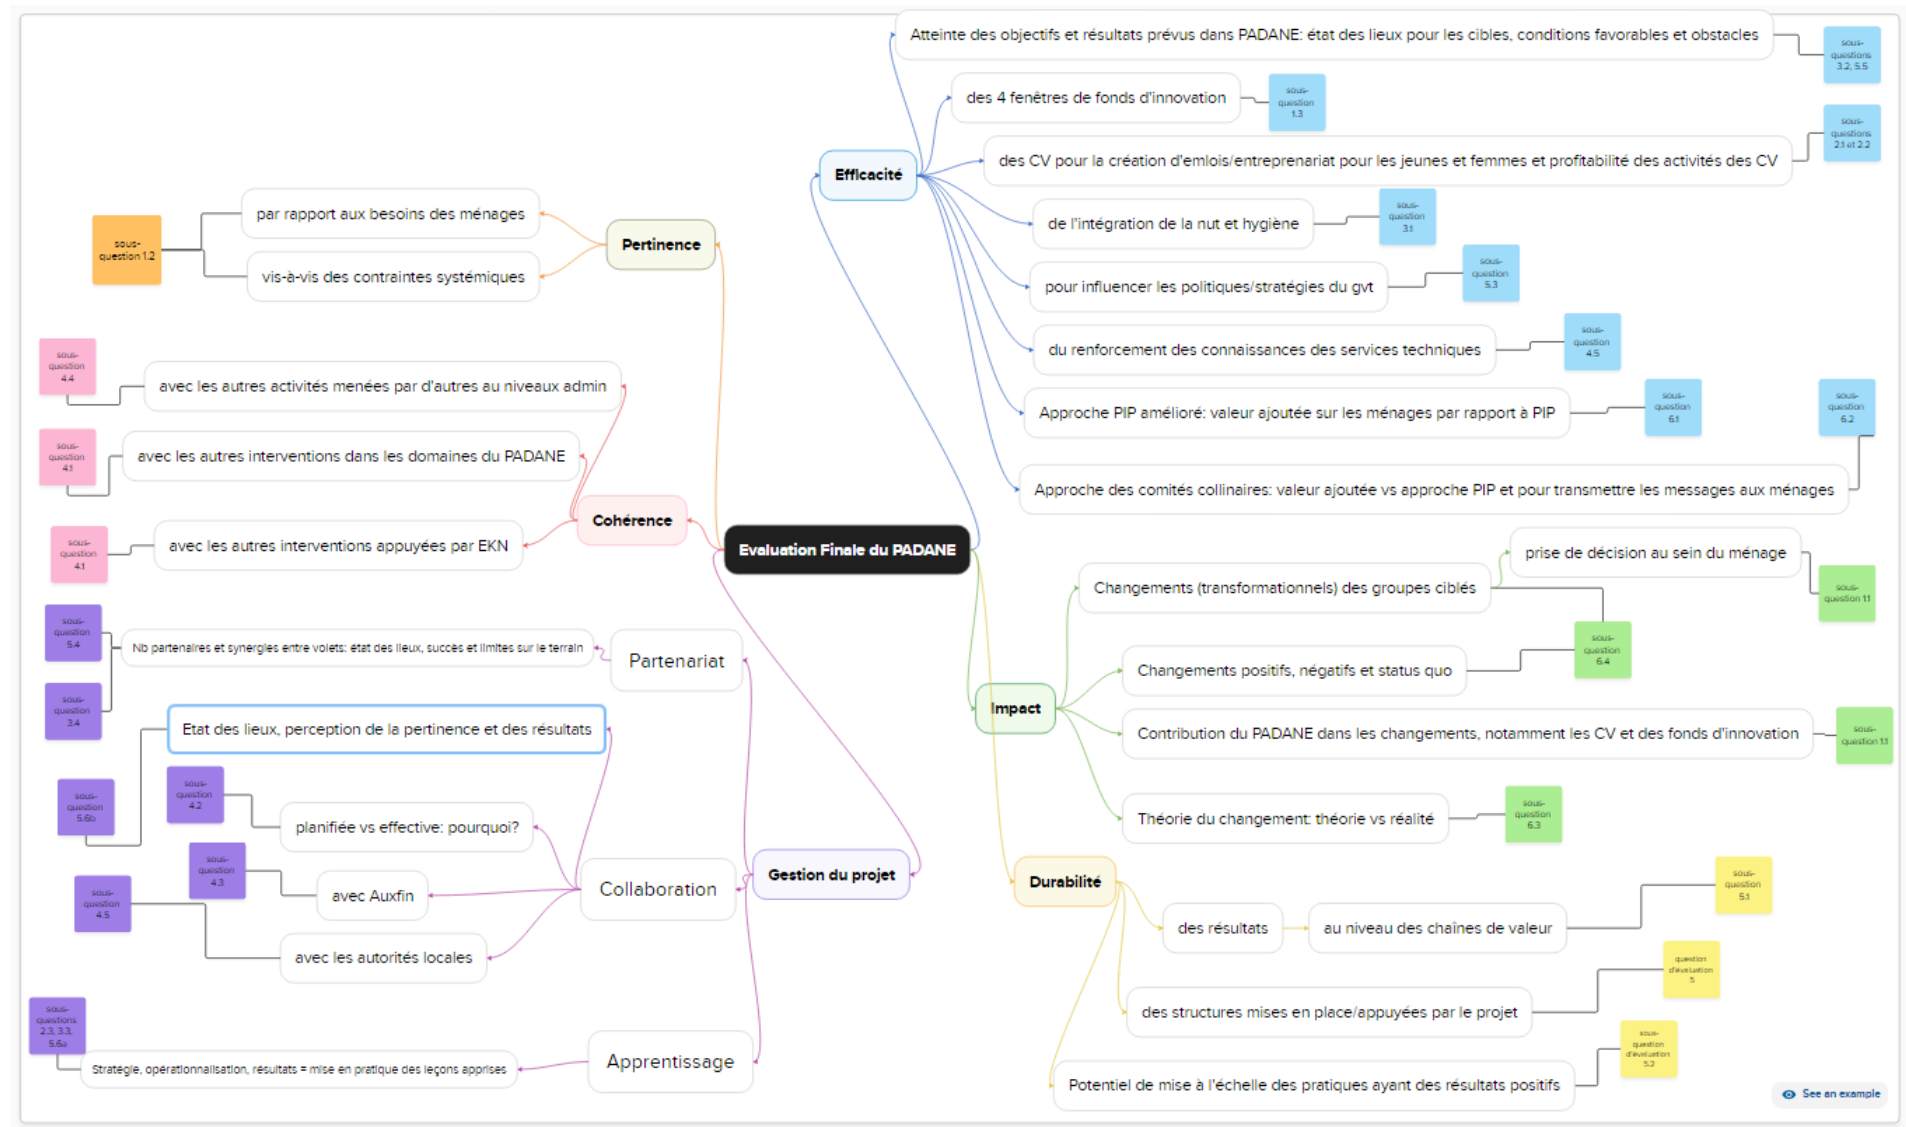 Evaluation Finale du PADANE
Pertinence
par rapport aux besoins des ménages
vis-à-vis des contraintes systémiques
sous-
question 1.2
Cohérence
avec les autres activités menées par d'autres au niveaux admin
sous-
question
4.4
avec les autres interventions dans les domaines du PADANE
sous-
question
4.1
avec les autres interventions appuyées par EKN
sous-
question
4.1
Gestion du projet
Partenariat
Nb partenaires et synergies entre volets: état des lieux, succès et limites sur le terrain
sous-
question
5.4
sous-
question
3.4
Collaboration
Etat des lieux, perception de la pertinence et des résultats
sous-
question
5.6b
planifiée vs effective: pourquoi?
sous-
question
4.2
avec Auxfin
sous-
question
4.3
avec les autorités locales
sous-
question
4.5
Apprentissage
Stratégie, opérationnalisation, résultats = mise en pratique des leçons apprises
sous-
questions
2.3, 3.3,
5.6a
Efficacité
Atteinte des objectifs et résultats prévus dans PADANE: état des lieux pour les cibles, conditions favorables et obstacles
sous-
questions
3.2, 5.5
des 4 fenêtres de fonds d'innovation
sous-
question
1.3
des CV pour la création d'emlois/entreprenariat pour les jeunes et femmes et profitabilité des activités des CV
sous-
questions
2.1 et 2.2
de l'intégration de la nut et hygiène
sous-
question
3.1
pour influencer les politiques/stratégies du gvt
sous-
question
5.3
du renforcement des connaissances des services techniques
sous-
question
4.5
Approche PIP amélioré: valeur ajoutée sur les ménages par rapport à PIP
sous-
question
6.1
Approche des comités collinaires: valeur ajoutée vs approche PIP et pour transmettre les messages aux ménages
sous-
question
6.2
Impact
Changements (transformationnels) des groupes ciblés
prise de décision au sein du ménage
sous-
question 1.1
Changements positifs, négatifs et status quo
sous-
question
6.4
Contribution du PADANE dans les changements, notamment les CV et des fonds d'innovation
sous-
question 1.1
Théorie du changement: théorie vs réalité
sous-
question
6.3
Durabilité
des résultats
au niveau des chaînes de valeur
sous-
question
5.1
des structures mises en place/appuyées par le projet
question
d'évaluation
5
Potentiel de mise à l'échelle des pratiques ayant des résultats positifs
sous-
question
d'évaluation
5.2
See an example